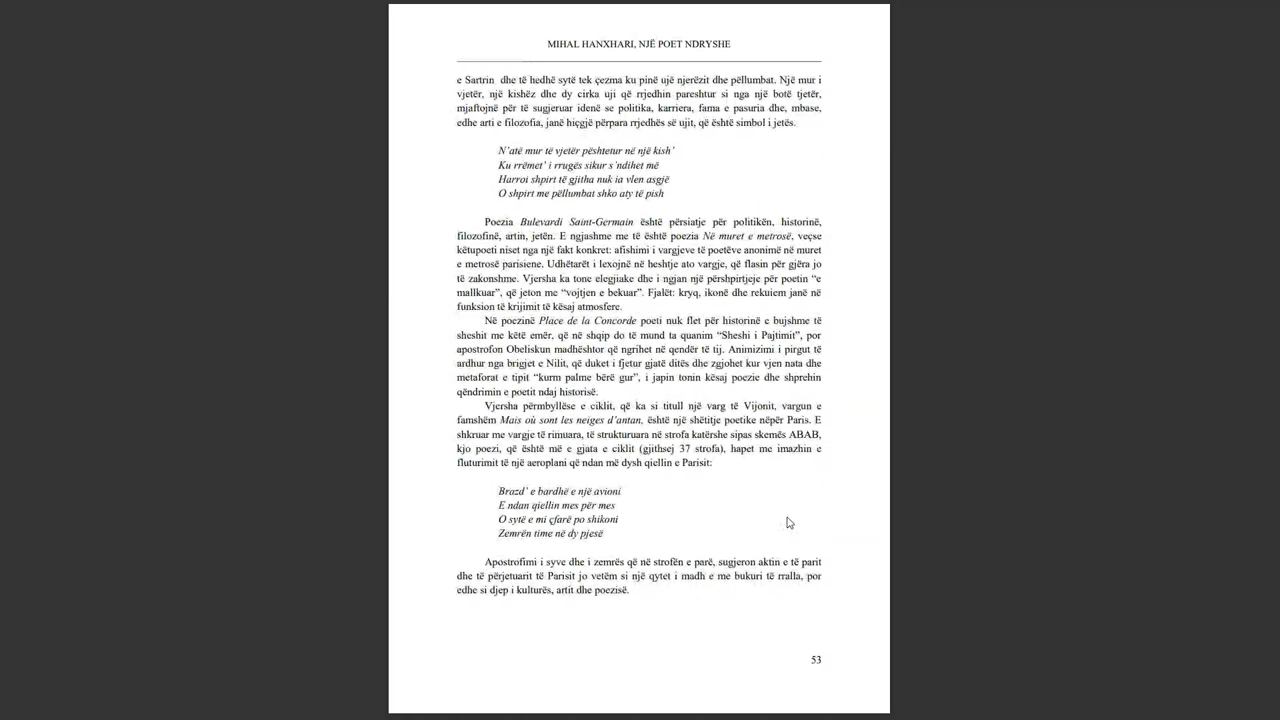 MIHAL HANXHARI, NJË POET NDRYSHE
e Sartrin dhe të hedhë sytë tek çezma ku pinë ujë njerëzit dhe pëllumbat. Një mur i
vjetër, një kishëz dhe dy cirka uji që rrjedhin pareshtur si nga një botë tjetër,
mjaftojnë për të sugjeruar idenë se politika, karriera, fama e pasuria dhe, mbase,
edhe arti e filozofia, janë hiçgjë përpara rrjedhës së ujit, që është simbol i jetës.
N’atë mur të vjetër pështetur në një kish’
Ku rrëmet’ i rrugës sikur s’ndihet më
Harroi shpirt të gjitha nuk ia vlen asgjë
O shpirt me pëllumbat shko aty të pish
Poezia Bulevardi Saint-Germain është përsiatje për politikën, historinë,
filozofinë, artin, jetën. E ngjashme me të është poezia Në muret e metrosë, veçse
këtupoeti niset nga një fakt konkret: afishimi i vargjeve të poetëve anonimë në muret
e metrosë parisiene. Udhëtarët i lexojnë në heshtje ato vargje, që flasin për gjëra jo
të zakonshme. Vjersha ka tone elegjiake dhe i ngjan një përshpirtjeje për poetin “e
mallkuar”, që jeton me “vojtjen e bekuar”. Fjalët: kryq, ikonë dhe rekuiem janë në
funksion të krijimit të kësaj atmosfere.
Në poezinë Place de la Concorde poeti nuk flet për historinë e bujshme të
sheshit me këtë emër, që në shqip do të mund ta quanim “Sheshi i Pajtimit”, por
apostrofon Obeliskun madhështor që ngrihet në qendër të tij. Animizimi i pirgut të
ardhur nga brigjet e Nilit, që duket i fjetur gjatë ditës dhe zgjohet kur vjen nata dhe
metaforat e tipit “kurm palme bërë gur”, i japin tonin kësaj poezie dhe shprehin
qëndrimin e poetit ndaj historisë.
Vjersha përmbyllëse e ciklit, që ka si titull një varg të Vijonit, vargun e
famshëm Mais où sont les neiges d’antan, është një shëtitje poetike nëpër Paris. E
shkruar me vargje të rimuara, të strukturuara në strofa katërshe sipas skemës ABAB,
kjo poezi, që është më e gjata e ciklit (gjithsej 37 strofa), hapet me imazhin e
fluturimit të një aeroplani që ndan më dysh qiellin e Parisit:
Brazd’ e bardhë e një avioni
E ndan qiellin mes për mes
O sytë e mi çfarë po shikoni
Zemrën time në dy pjesë
Apostrofimi i syve dhe i zemrës që në strofën e parë, sugjeron aktin e të parit
dhe të përjetuarit të Parisit jo vetëm si një qytet i madh e me bukuri të rralla, por
edhe si djep i kulturës, artit dhe poezisë.
53